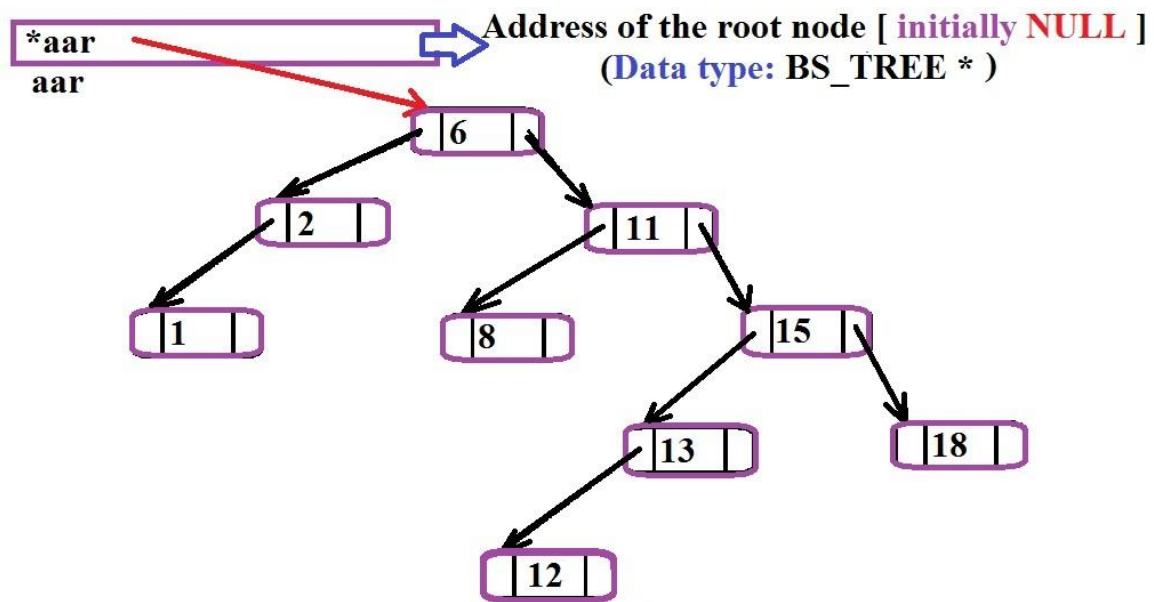 *aar
Address of the root node [ initially NULL ]
(Data type: BS_TREE * )
aar
6
2
11
1
8
15
13
18
12